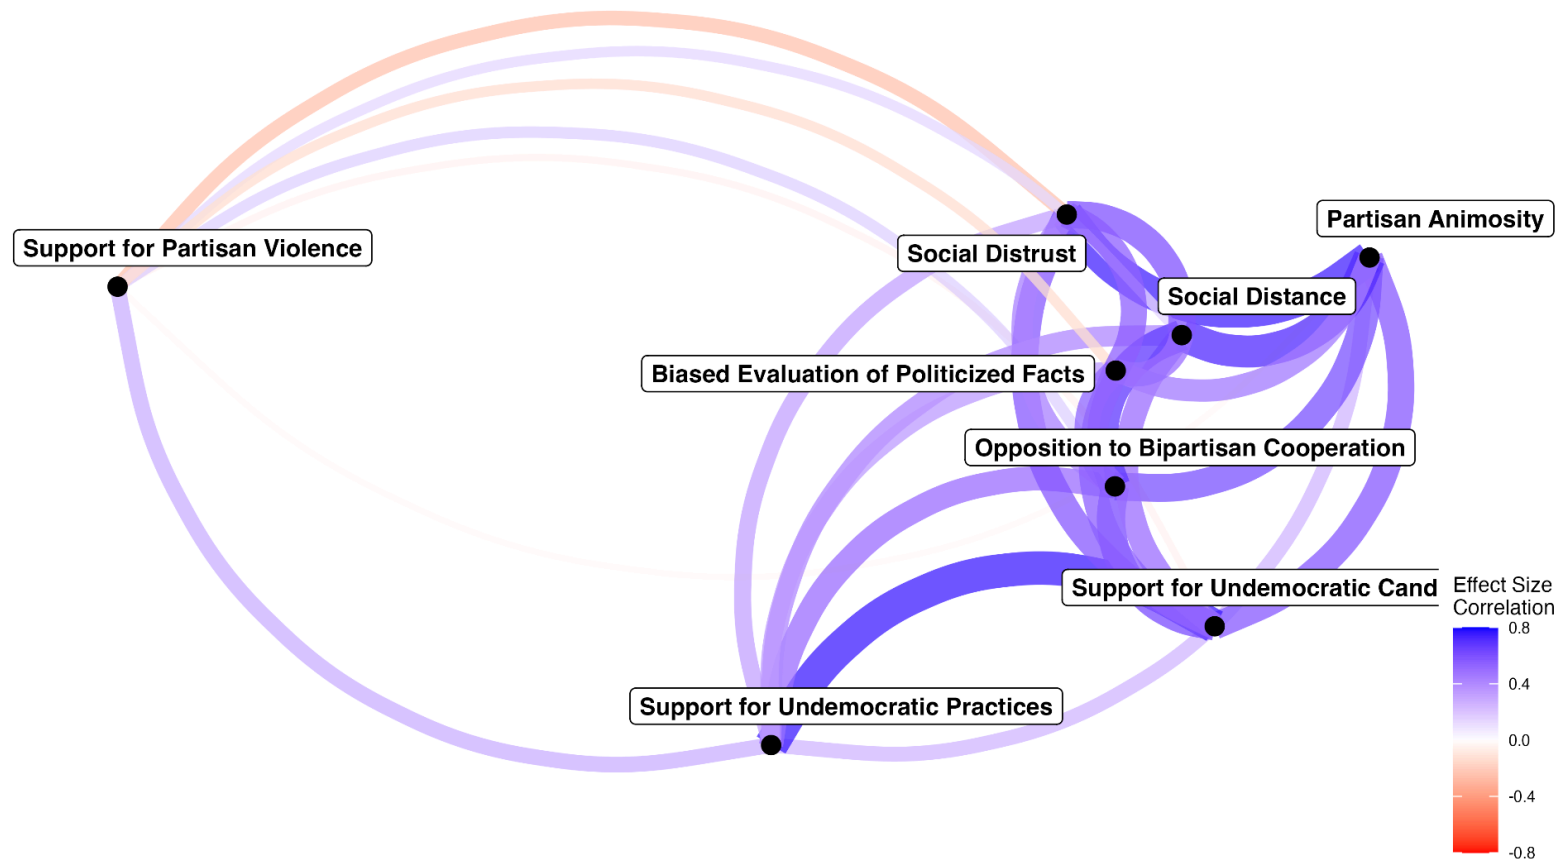 Partisan Animosity
Support for Partisan Violence
Social Distrust
Social Distance
Biased Evaluation of Politicized Facts
Opposition to Bipartisan Cooperation
Support for Undemocratic Cand
Support for Undemocratic Practices
Effect Size
Correlation
0.8
0.4
0.0
-0.4
-0.8